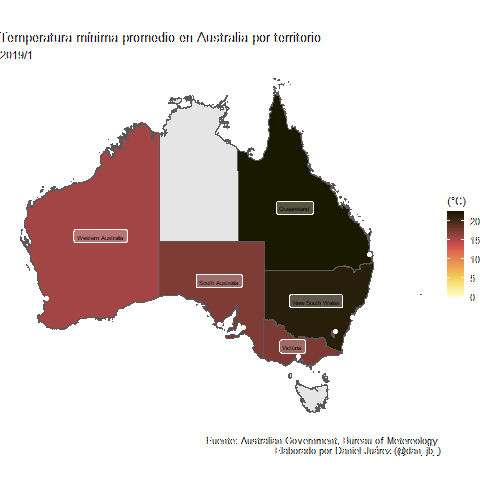 Temperatura mínima promedio en Australia por territorio
2019/1
(°C)
Queensland
20
Western Australia
15
10
South Australia
5
New South Wales
0
Victoria
Fuente: Australian Government, Bureau of Metereology
Elaborado por Daniel Juárez (@dan_jb_)